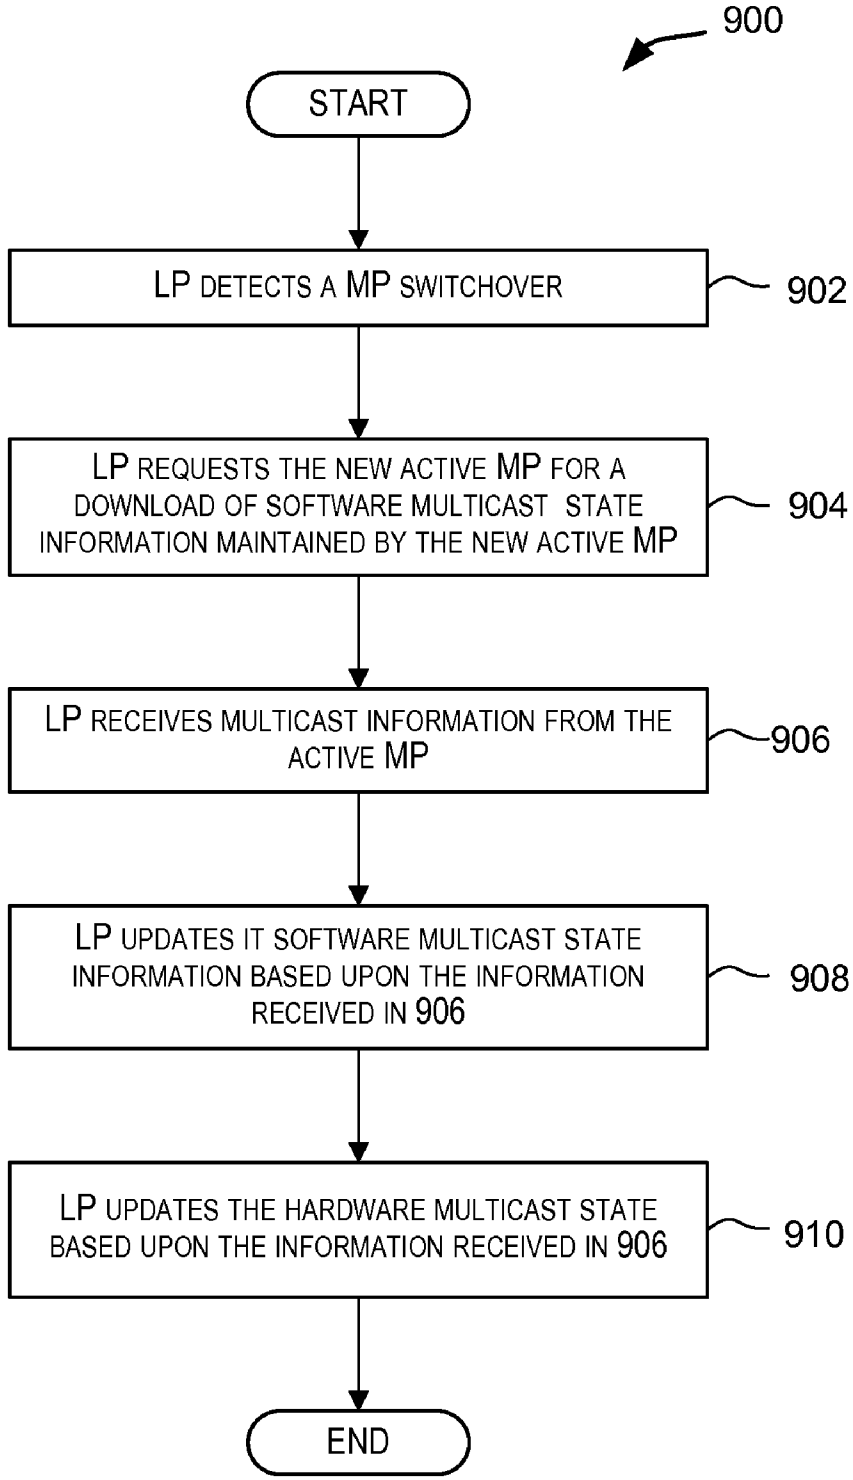 900
START
LP DETECTS A MP SWITCHOVER
902
LP REQUESTS THE NEW ACTIVE MP FOR A
DOWNLOAD OF SOFTWARE MULTICAST STATE
INFORMATION MAINTAINED BY THE NEW ACTIVE MP
904
LP RECEIVES MULTICAST INFORMATION FROM THE
ACTIVE MP
906
LP UPDATES IT SOFTWARE MULTICAST STATE
INFORMATION BASED UPON THE INFORMATION
RECEIVED IN 906
908
LP UPDATES THE HARDWARE MULTICAST STATE
BASED UPON THE INFORMATION RECEIVED IN 906
910
END